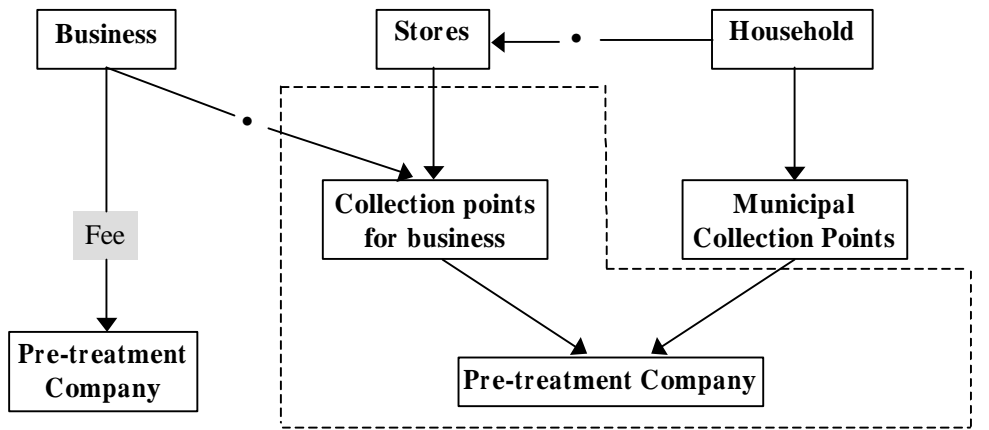 Business
Stores
Household
Collection points
for business
Municipal
Collection Points
Fee
Pre-treatment
Company
Pre-treatment Company